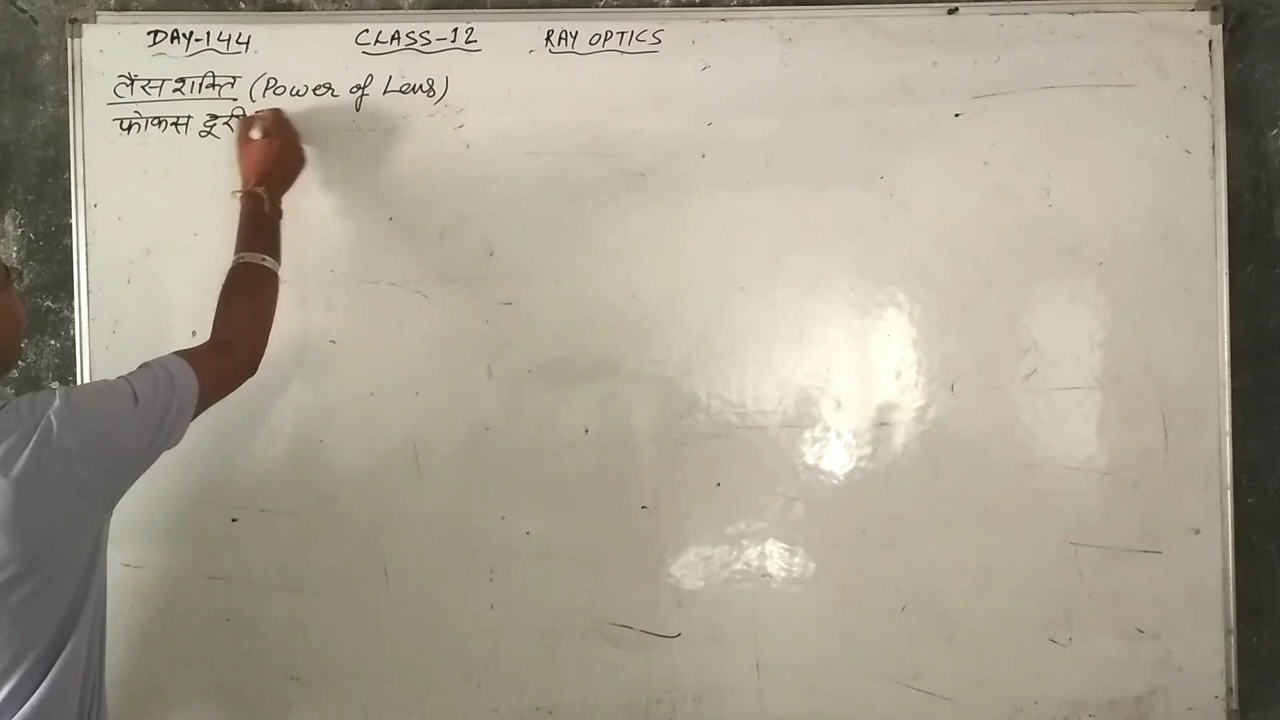 DAY-144 CLASS-12 RAY OPTICS
लैंस शक्ति (Power of Lens)
फोकस दूरी